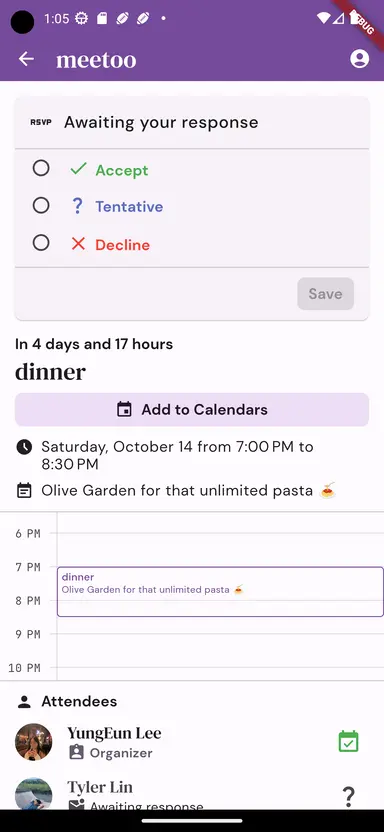 1:05
DEBUG
meetoo
RSVP Awaiting your response
Accept
? Tentative
Decline
Save
In 4 days and 17 hours
dinner
Add to Calendars
Saturday, October 14 from 7:00 PM to
8:30 PM
Olive Garden for that unlimited pasta 🍝
6 PM
7 PM
dinner
Olive Garden for that unlimited pasta 🍝
8 PM
9 PM
10 PM
Attendees
YungEun Lee
Organizer
Tyler Lin
?
Awaiting response